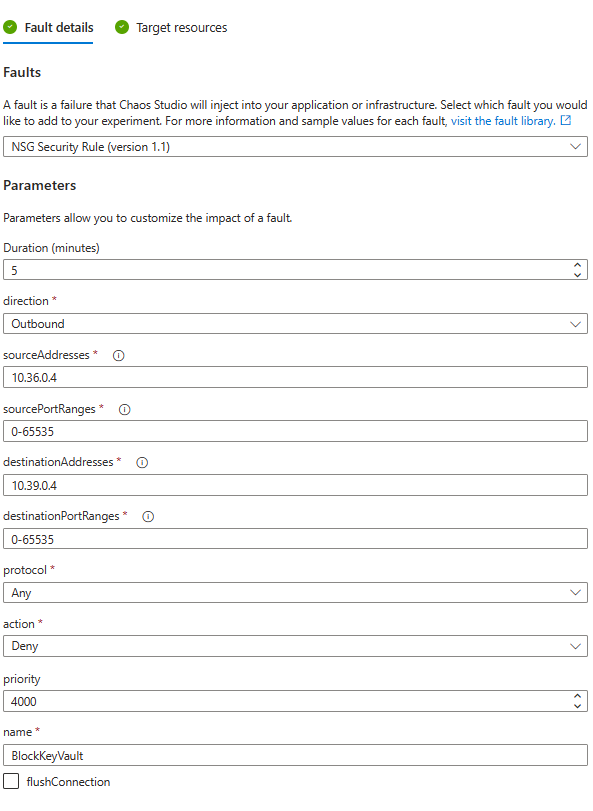 Fault details
Target resources
Faults
A fault is a failure that Chaos Studio will inject into your application or infrastructure. Select which fault you would
like to add to your experiment. For more information and sample values for each fault, visit the fault library.
NSG Security Rule (version 1.1)
Parameters
Parameters allow you to customize the impact of a fault.
Duration (minutes)
5
direction *
Outbound
sourceAddresses *
10.36.0.4
sourcePortRanges *
0-65535
destinationAddresses *
10.39.0.4
destinationPortRanges *
0-65535
protocol *
Any
action *
Deny
priority
4000
name *
BlockKeyVault
flushConnection